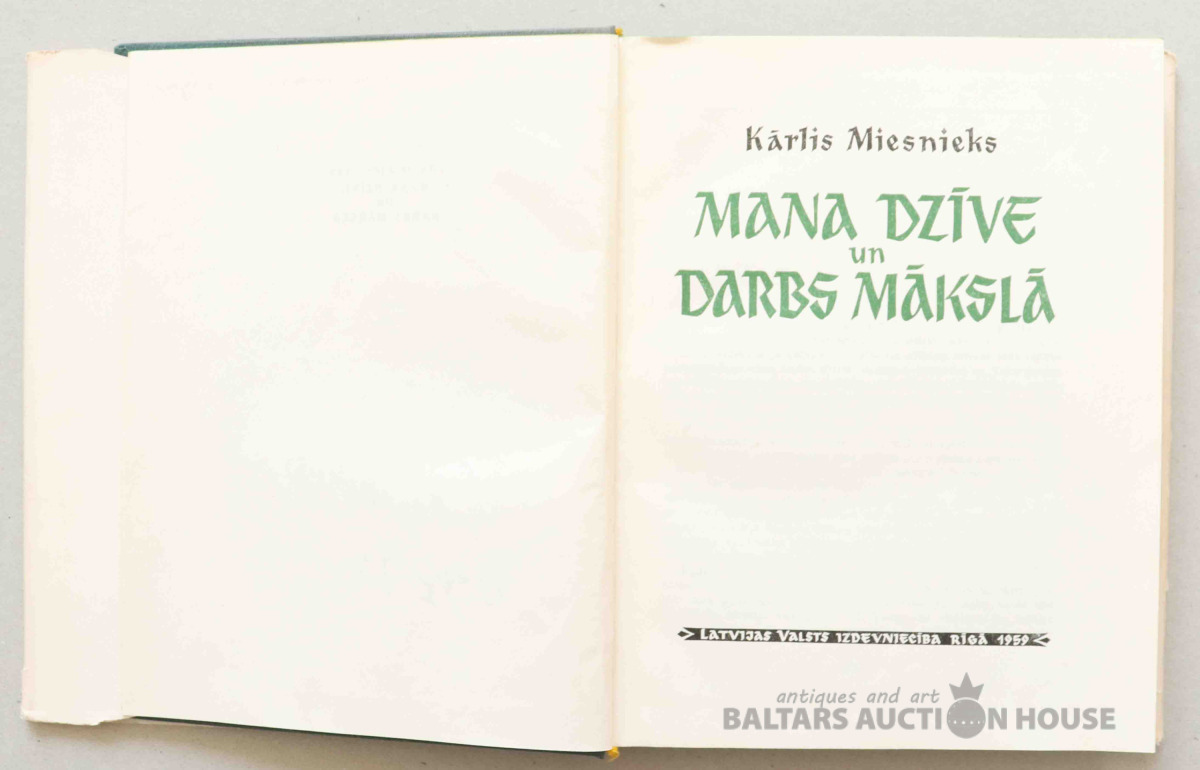 Kārlis Miesnieks
MANA DZĪVE
un
DARBS MĀKSLĀ
LATVIJAS VALSTS IZDEVNIECĪBA RĪGĀ 1959
antiques and art
BALTARS AUCTION HOUSE